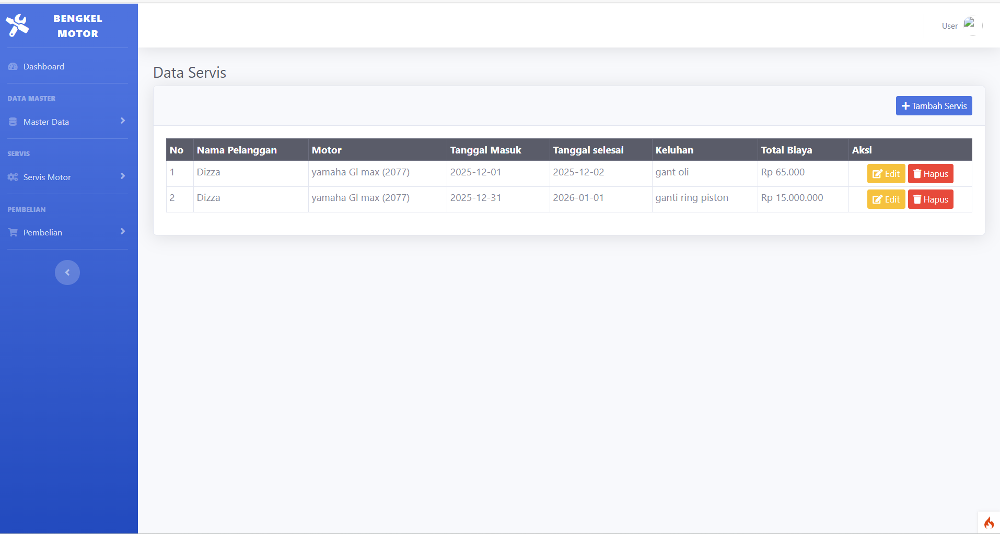 BENGKEL
MOTOR
User
Dashboard
DATA MASTER
Master Data
SERVIS
Servis Motor
PEMBELIAN
Pembelian
Data Servis
Tambah Servis
No Nama Pelanggan Motor Tanggal Masuk Tanggal selesai Keluhan Total Biaya Aksi
1 Dizza yamaha Gl max (2077) 2025-12-01 2025-12-02 gant oli Rp 65.000 Edit Hapus
2 Dizza yamaha Gl max (2077) 2025-12-31 2026-01-01 ganti ring piston Rp 15.000.000 Edit Hapus